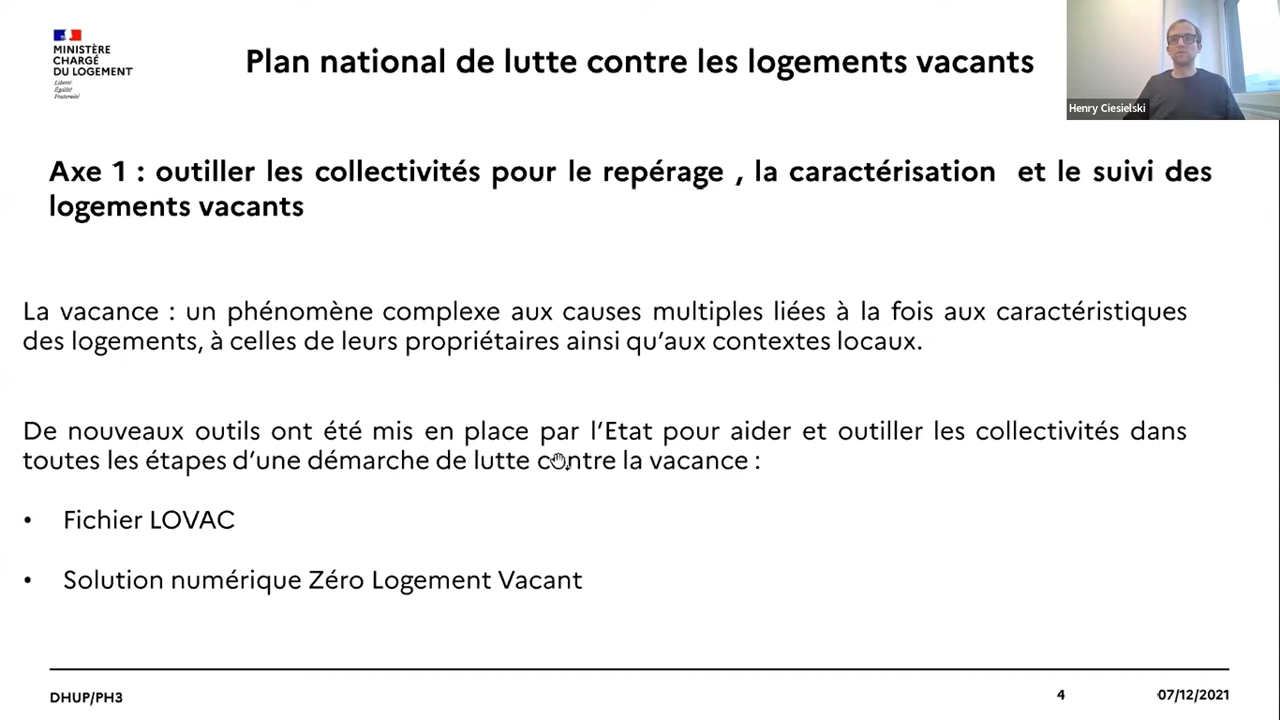 MINISTÈRE
CHARGÉ
DU LOGEMENT
Liberté
Égalité
Fraternité
Plan national de lutte contre les logements vacants
Henry Ciesielski
Axe 1 : outiller les collectivités pour le repérage , la caractérisation et le suivi des
logements vacants
La vacance : un phénomène complexe aux causes multiples liées à la fois aux caractéristiques
des logements, à celles de leurs propriétaires ainsi qu’aux contextes locaux.
De nouveaux outils ont été mis en place par l’Etat pour aider et outiller les collectivités dans
toutes les étapes d’une démarche de lutte contre la vacance :
• Fichier LOVAC
• Solution numérique Zéro Logement Vacant
DHUP/PH3 4 07/12/2021